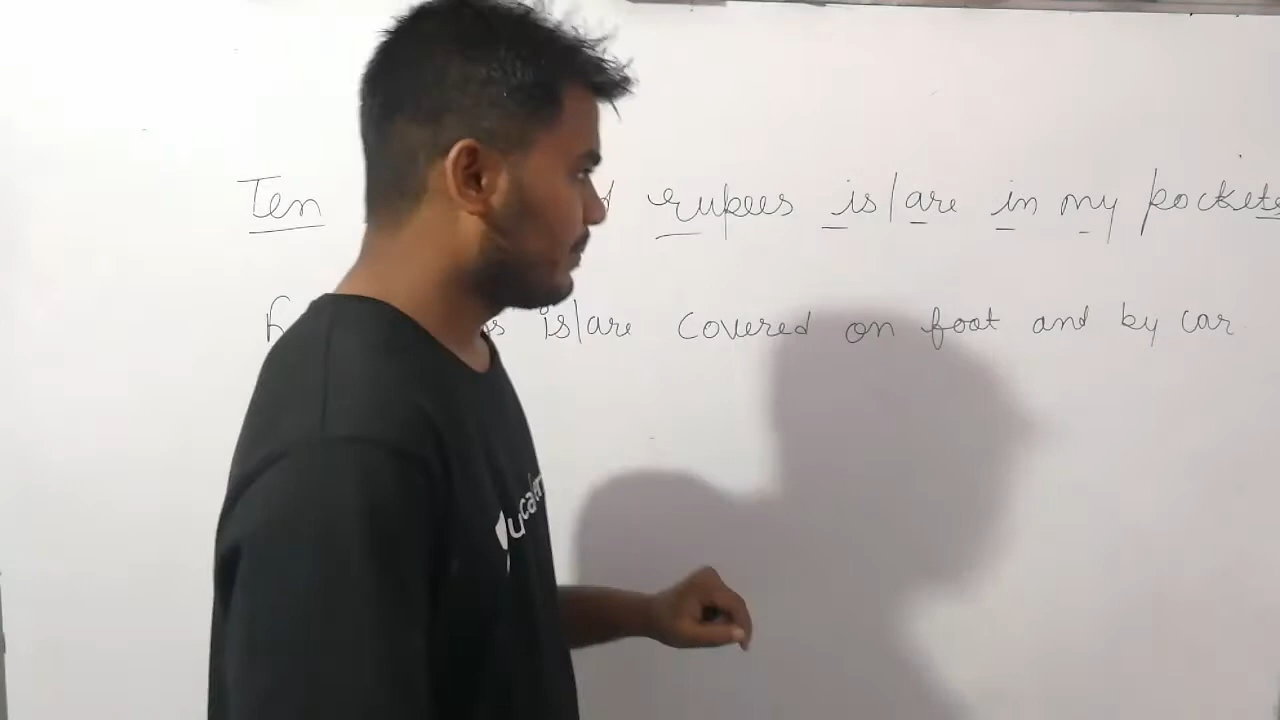 Ten rupees is/are in my pockets
is/are covered on foot and by car